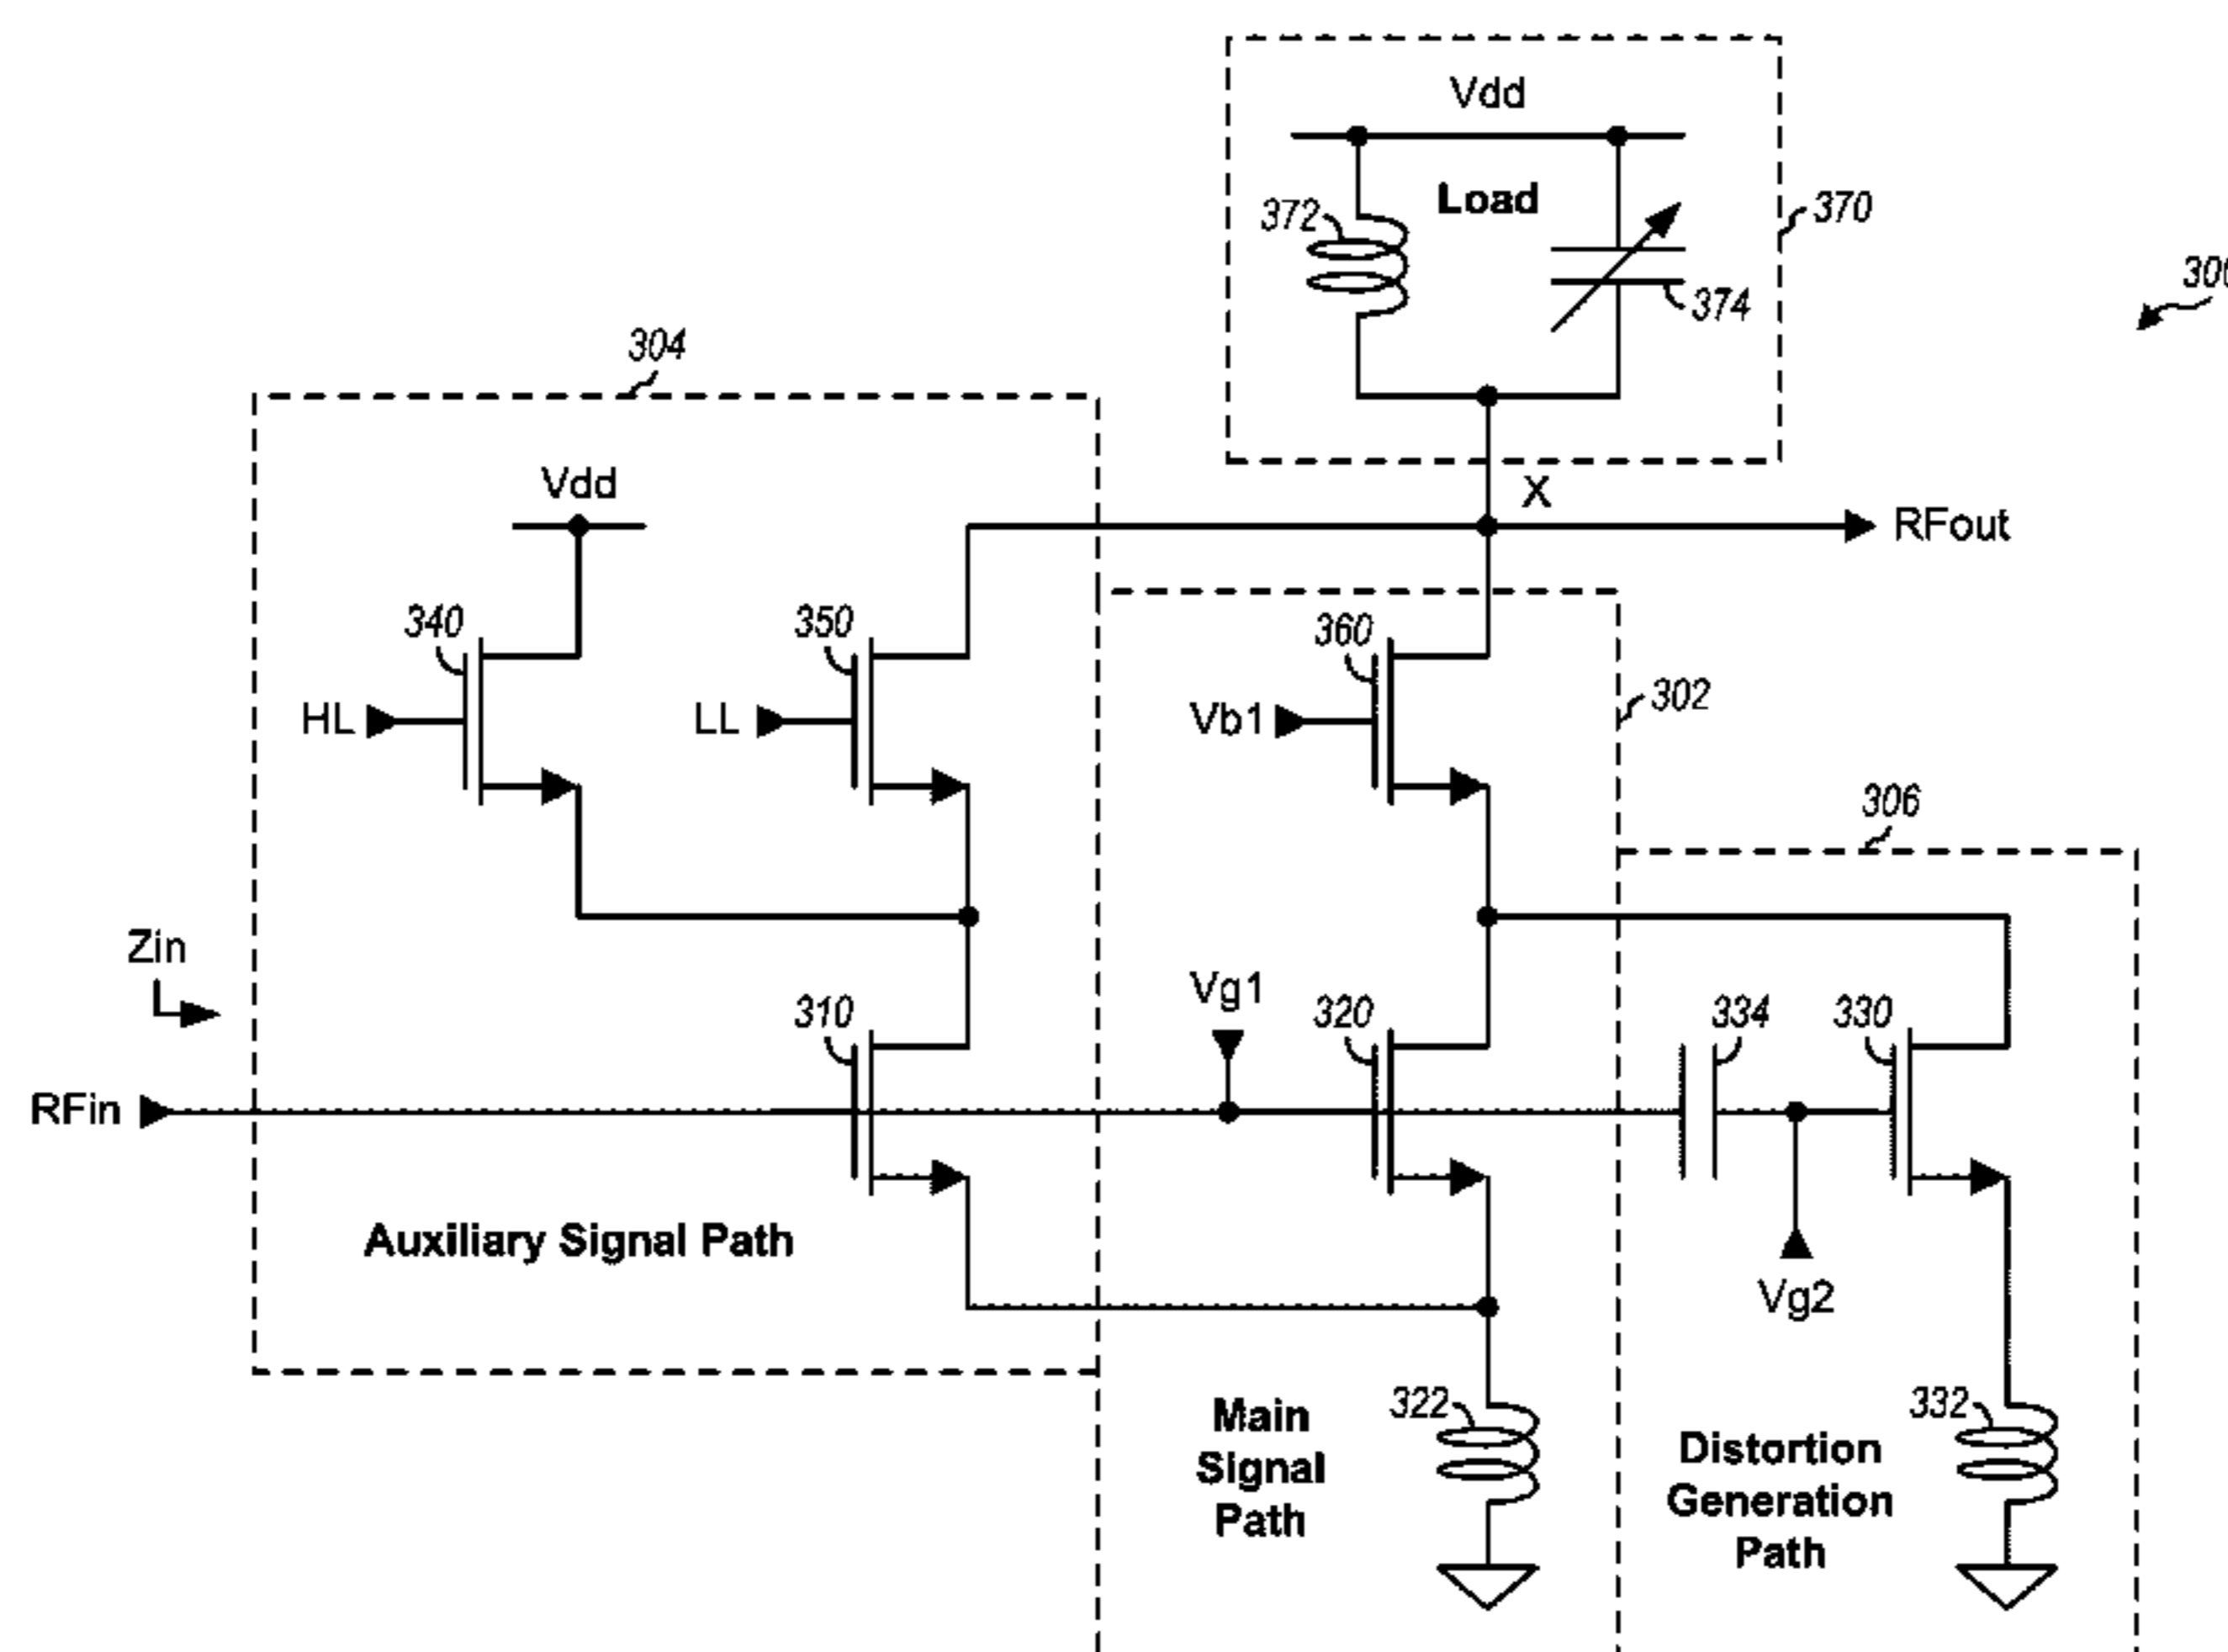 Vdd
Load
372
374
370
304
Vdd
X
RFout
340
350
360
HL
LL
Vb1
302
306
Zin
Vg1
310
320
334
330
RFin
Auxiliary Signal Path
Vg2
Main
Signal
Path
322
332
Distortion
Generation
Path